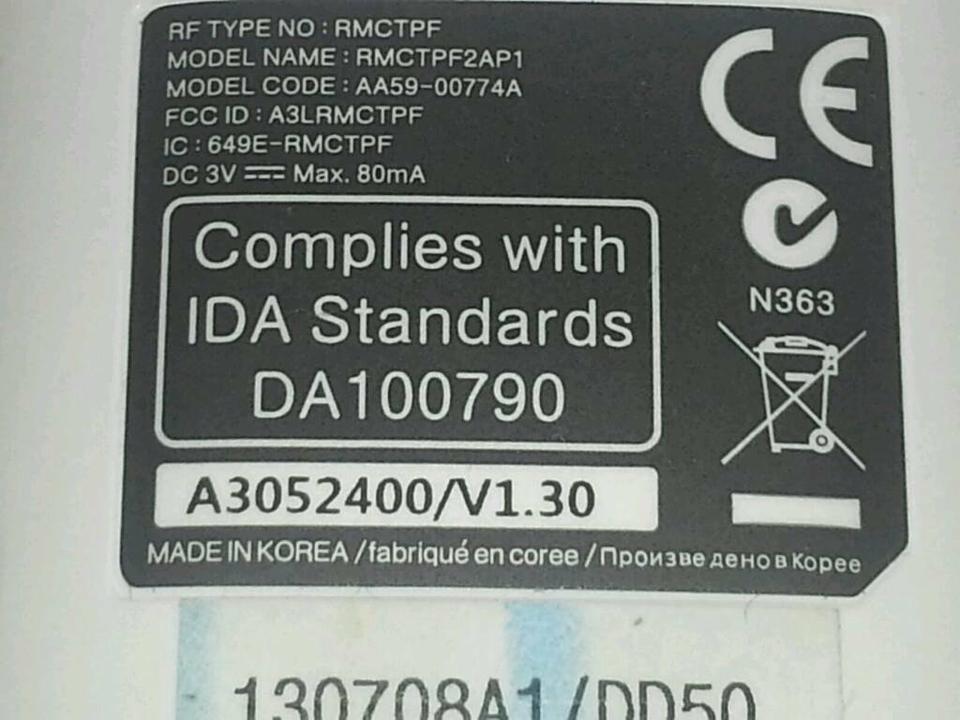 RF TYPE NO : RMCTPF
MODEL NAME : RMCTPF2AP1
MODEL CODE : AA59-00774A
FCC ID : A3LRMCTPF
IC : 649E-RMCTPF
DC 3V ⎓ Max. 80mA
CE
N363
Complies with
IDA Standards
DA100790
A3052400/V1.30
MADE IN KOREA / fabriqué en coree / Произве дено в Корее
130708A1/DD50